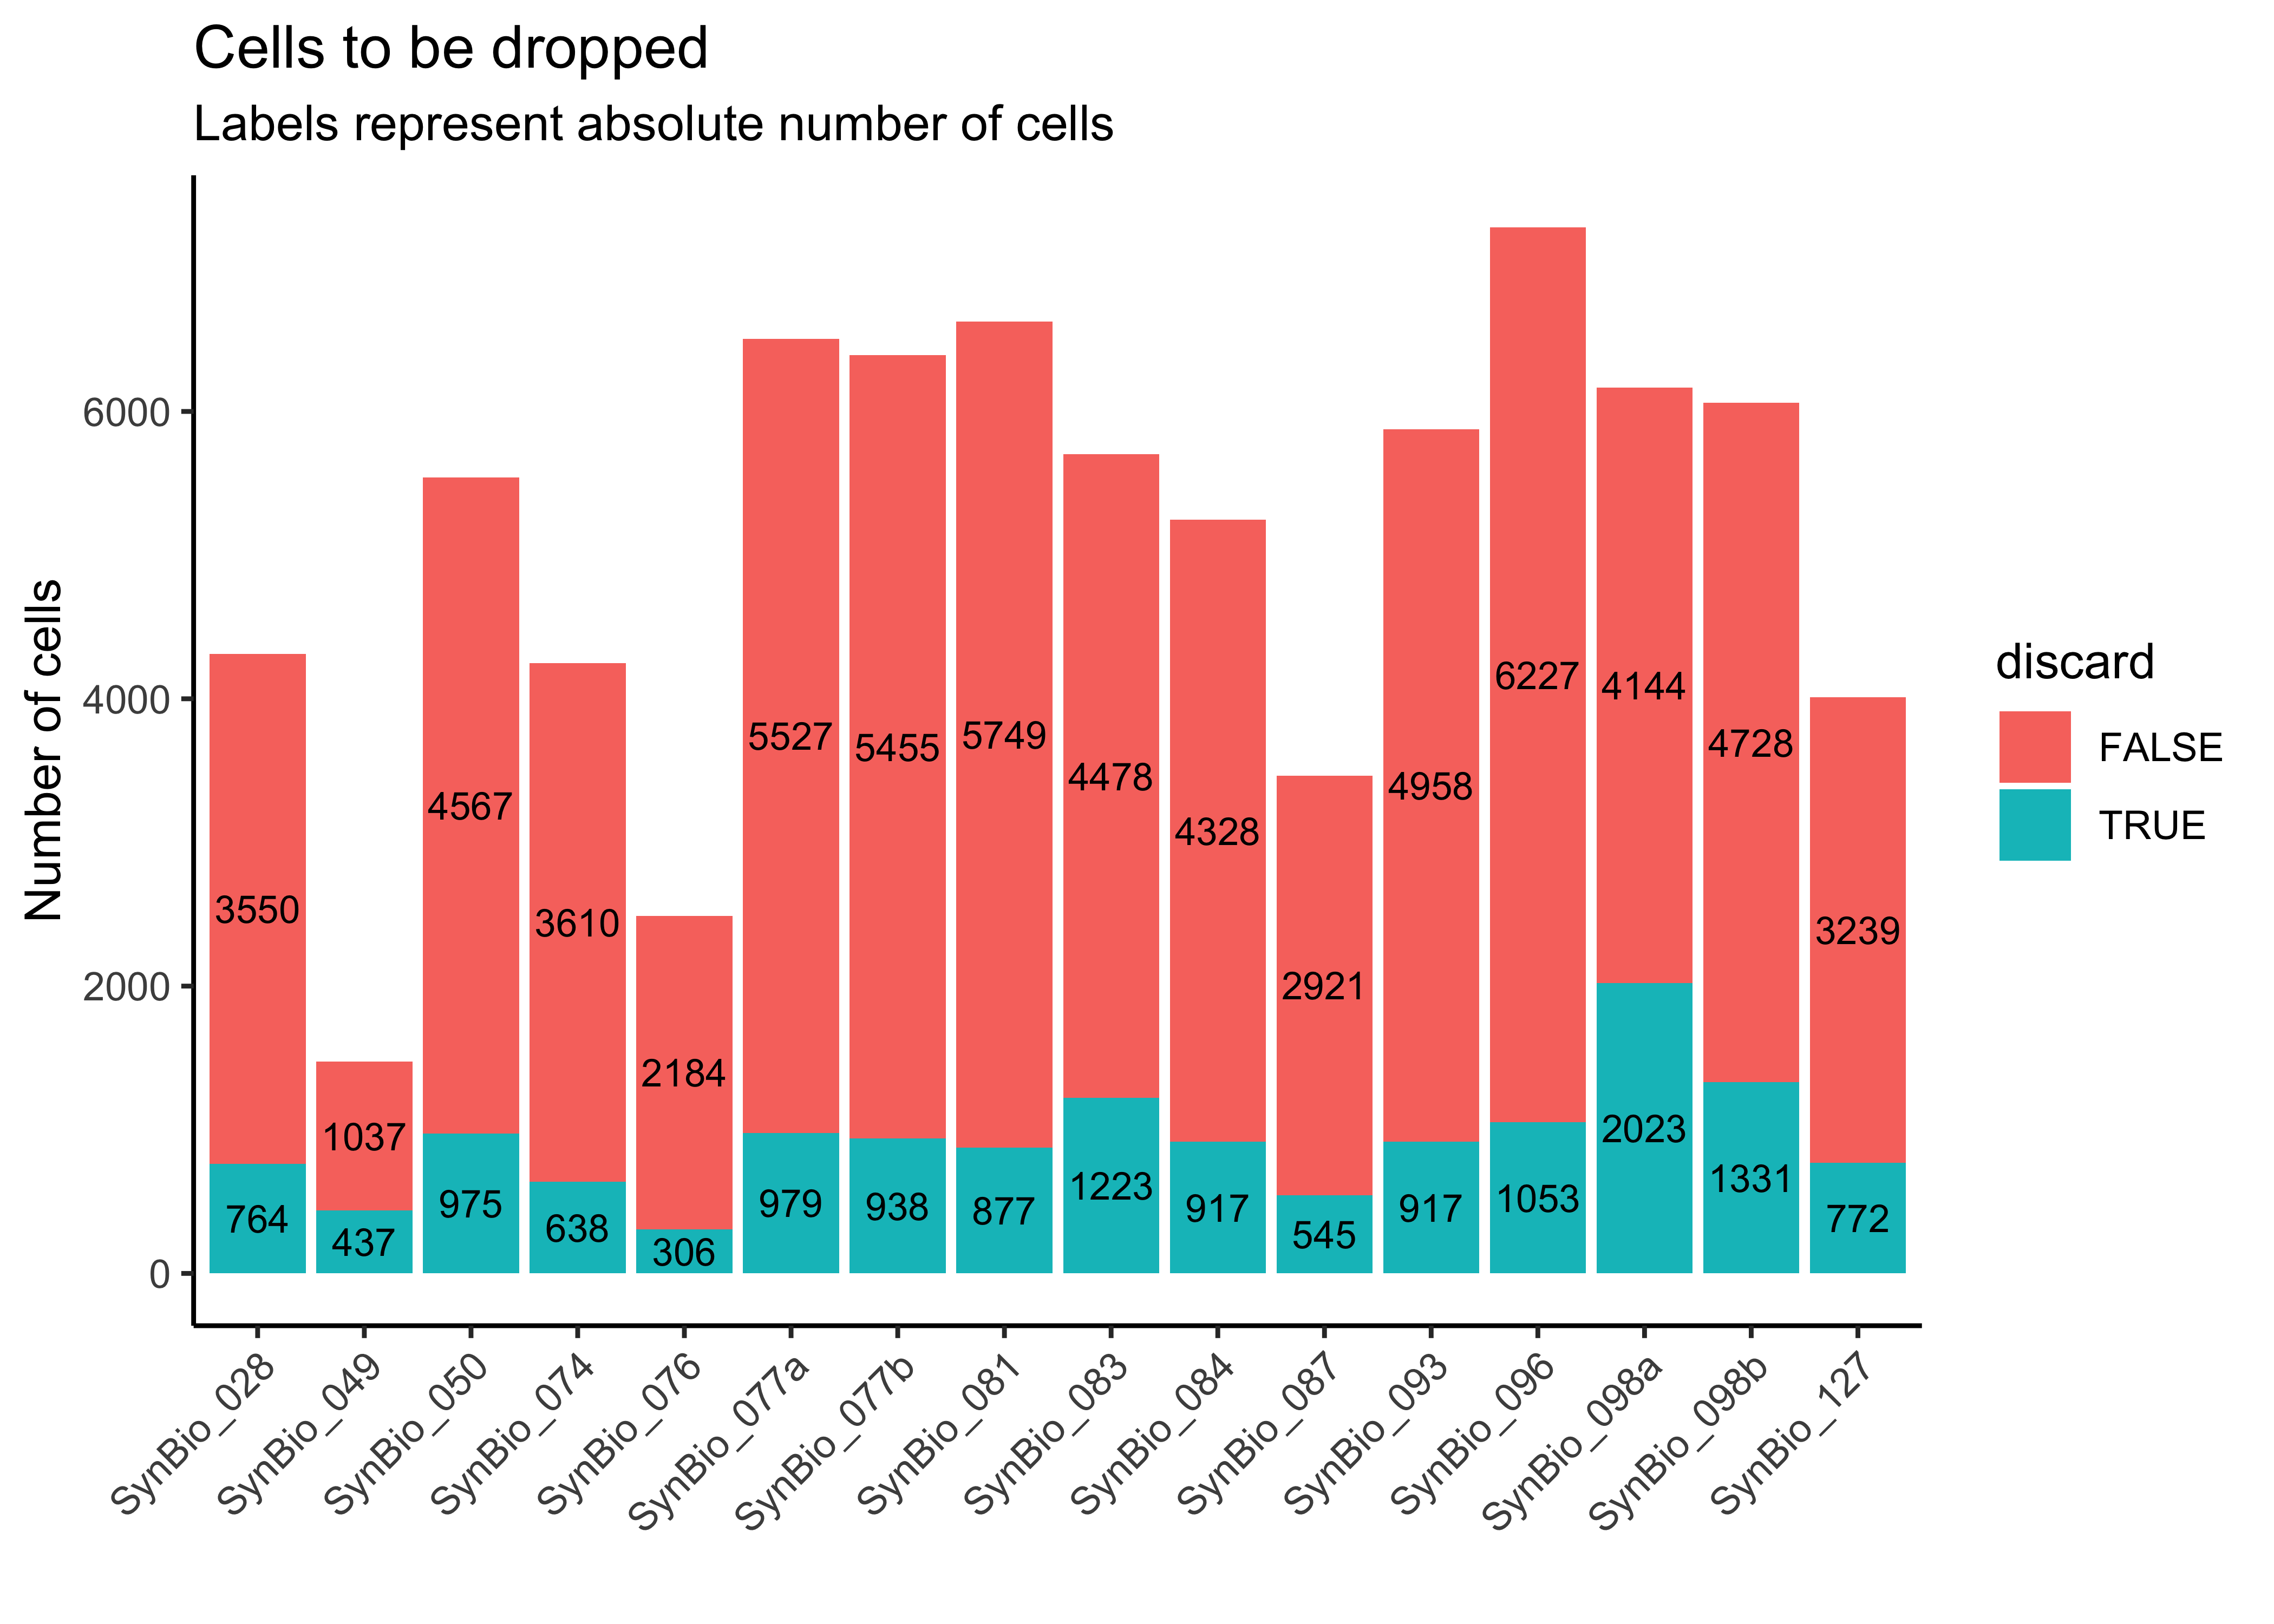 Cells to be dropped
Labels represent absolute number of cells
Number of cells
6000
4000
2000
0
3550
1037
4567
3610
2184
5527
5455
5749
4478
4328
2921
4958
6227
4144
4728
3239
764
437
975
638
306
979
938
877
1223
917
545
917
1053
2023
1331
772
SynBio_028
SynBio_049
SynBio_050
SynBio_074
SynBio_076
SynBio_077a
SynBio_077b
SynBio_081
SynBio_083
SynBio_084
SynBio_087
SynBio_093
SynBio_096
SynBio_098a
SynBio_098b
SynBio_127
discard
FALSE
TRUE